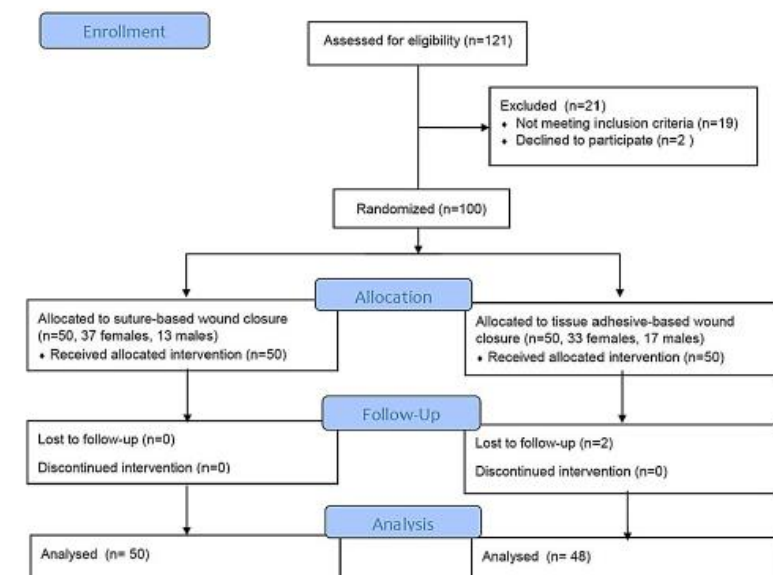 Enrollment
Assessed for eligibility (n=121)
Excluded (n=21)
♦ Not meeting inclusion criteria (n=19)
♦ Declined to participate (n=2 )
Randomized (n=100)
Allocation
Allocated to suture-based wound closure
(n=50, 37 females, 13 males)
♦ Received allocated intervention (n=50)
Allocated to tissue adhesive-based wound
closure (n=50, 33 females, 17 males)
♦ Received allocated intervention (n=50)
Follow-Up
Lost to follow-up (n=0)
Discontinued intervention (n=0)
Lost to follow-up (n=2)
Discontinued intervention (n=0)
Analysis
Analysed (n= 50)
Analysed (n= 48)